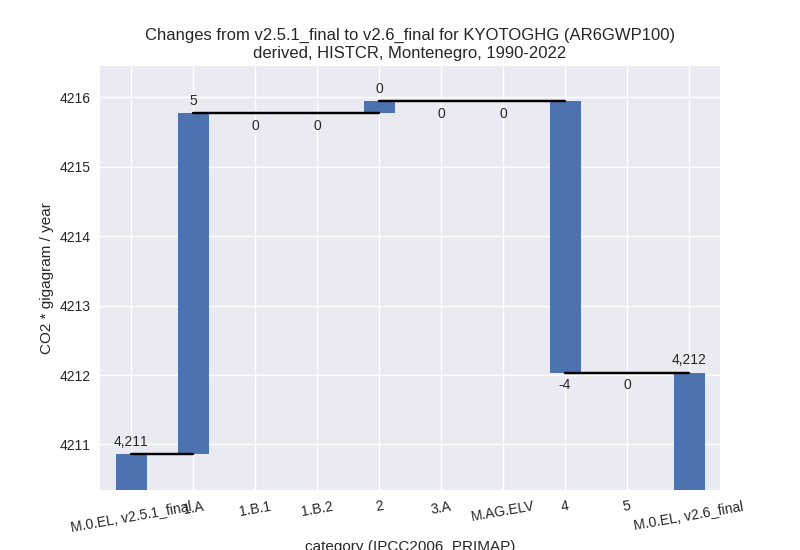 Changes from v2.5.1_final to v2.6_final for KYOTOGHG (AR6GWP100)
derived, HISTCR, Montenegro, 1990-2022
CO2 * gigagram / year
4216
4215
4214
4213
4212
4211
4,211
5
0
0
0
0
0
-4
0
4,212
M.0.EL, v2.5.1_final
1.A
1.B.1
1.B.2
2
3.A
M.AG.ELV
4
5
M.0.EL, v2.6_final
category (IPCC2006_PRIMAP)